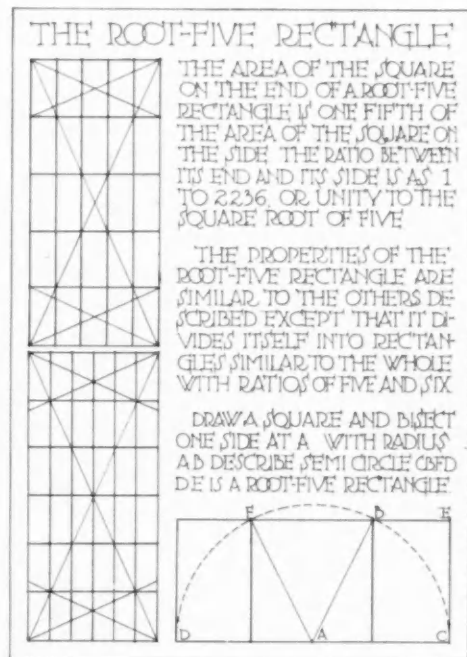 THE ROOT-FIVE RECTANGLE
THE AREA OF THE SQUARE
ON THE END OF A ROOT-FIVE
RECTANGLE IS ONE FIFTH OF
THE AREA OF THE SQUARE ON
THE SIDE THE RATIO BETWEEN
ITS END AND ITS SIDE IS AS 1
TO 2.236, OR UNITY TO THE
SQUARE ROOT OF FIVE
THE PROPERTIES OF THE
ROOT-FIVE RECTANGLE ARE
SIMILAR TO THE OTHERS DE-
SCRIBED EXCEPT THAT IT DI-
VIDES ITSELF INTO RECTAN-
GLES SIMILAR TO THE WHOLE
WITH RATIOS OF FIVE AND SIX
DRAW A SQUARE AND BISECT
ONE SIDE AT A WITH RADIUS
AB DESCRIBE SEMI CIRCLE CBFD
DE IS A ROOT-FIVE RECTANGLE
F B E
D A C